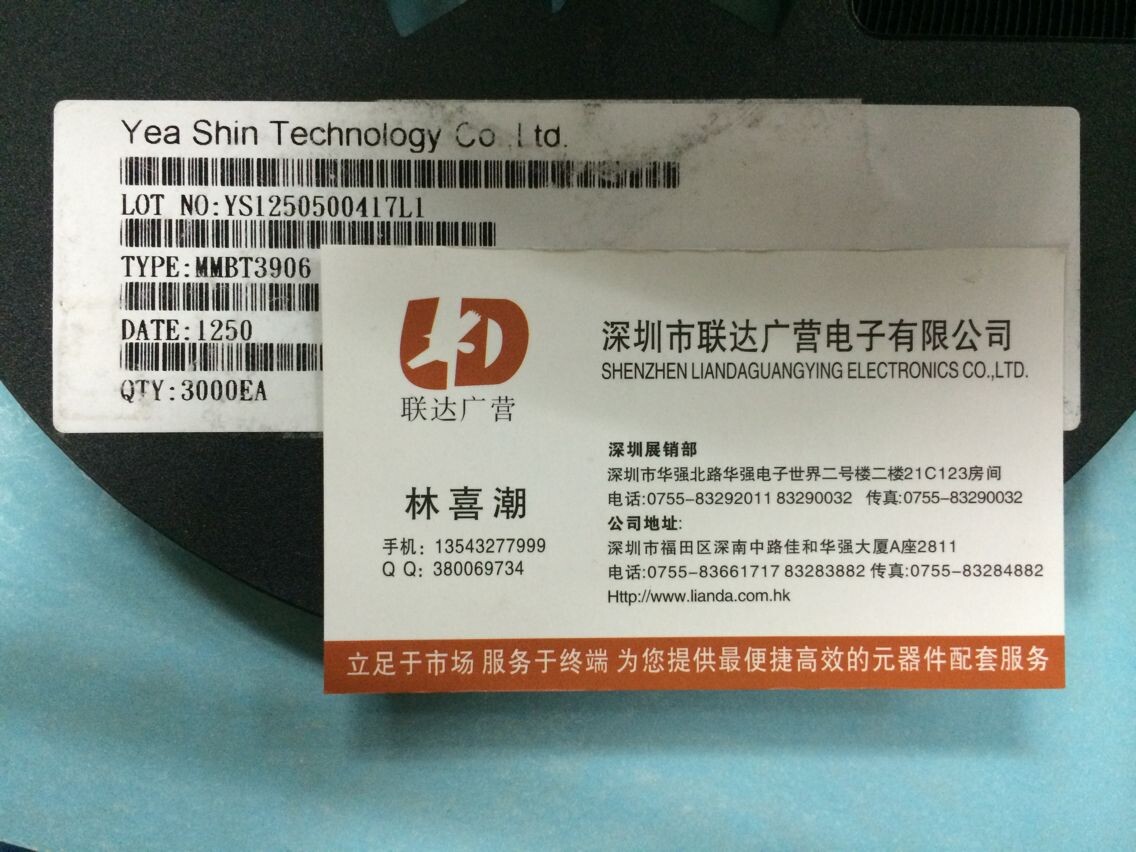 Yea Shin Technology Co., Ltd.
LOT NO:YS1250500417L1
TYPE:MMBT3906
DATE:1250
QTY:3000EA
LD
联达广营
林喜潮
手机：13543277999
Q Q：380069734
深圳市联达广营电子有限公司
SHENZHEN LIANDAGUANGYING ELECTRONICS CO.,LTD.
深圳展销部
深圳市华强北路华强电子世界二号楼二楼21C123房间
电话:0755-83292011 83290032 传真:0755-83290032
公司地址:
深圳市福田区深南中路佳和华强大厦A座2811
电话:0755-83661717 83283882 传真:0755-83284882
Http://www.lianda.com.hk
立足于市场 服务于终端 为您提供最便捷高效的元器件配套服务